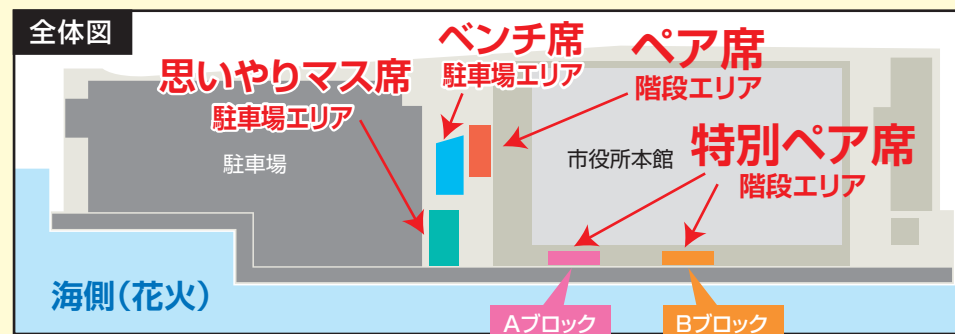 全体図
ベンチ席
駐車場エリア
ペア席
階段エリア
思いやりマス席
駐車場エリア
駐車場
市役所本館
特別ペア席
階段エリア
海側(花火)
Aブロック
Bブロック